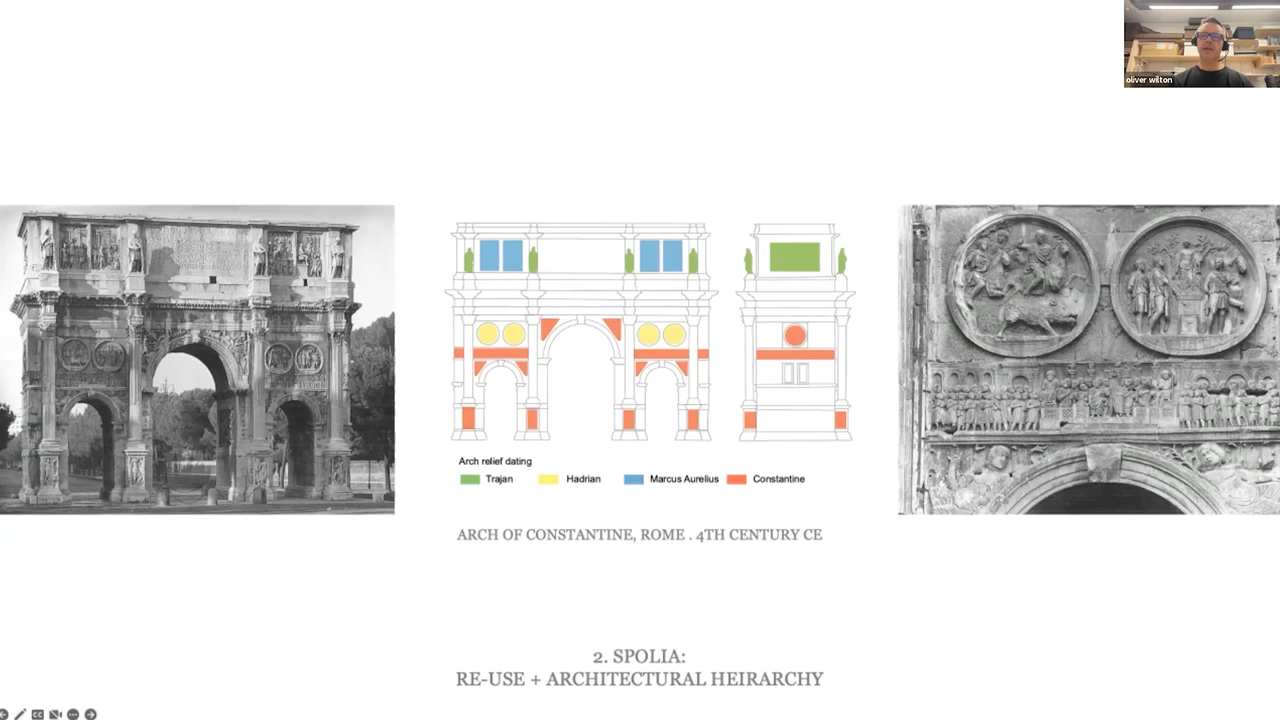 oliver wilton
Arch relief dating
Trajan
Hadrian
Marcus Aurelius
Constantine
ARCH OF CONSTANTINE, ROME . 4TH CENTURY CE
2. SPOLIA:
RE-USE + ARCHITECTURAL HEIRARCHY
CC